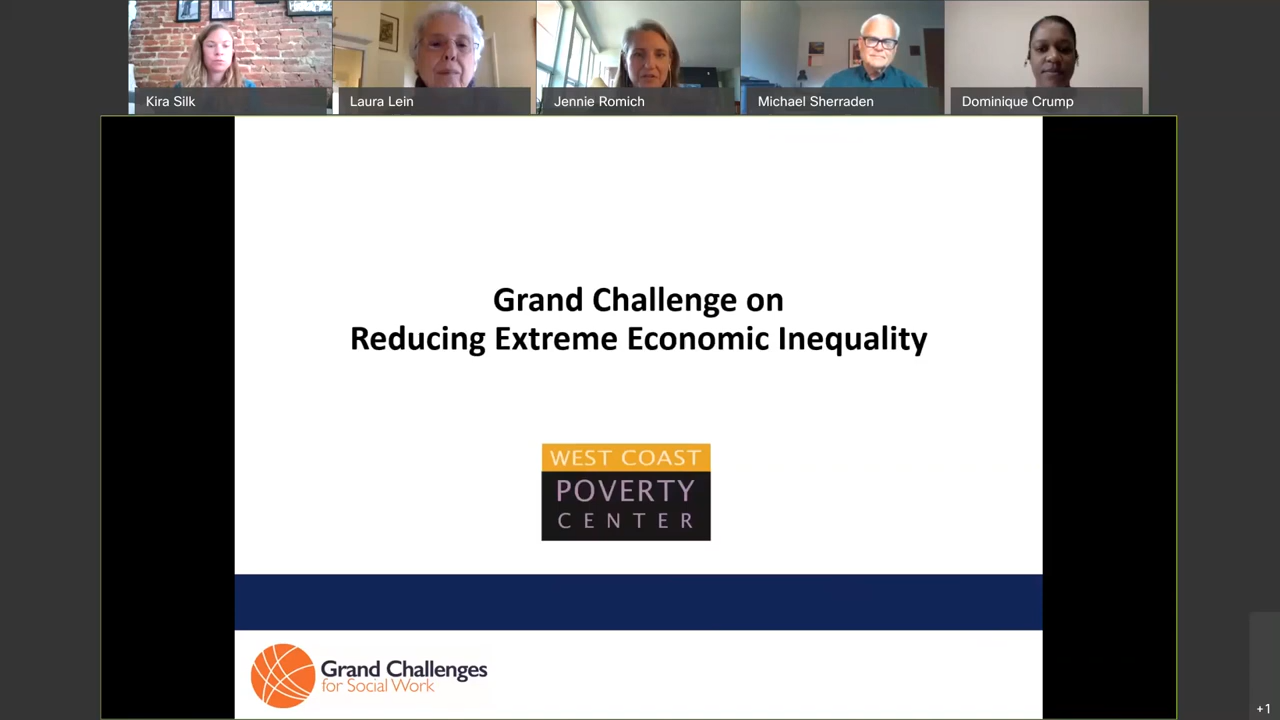 Kira Silk
Laura Lein
Jennie Romich
Michael Sherraden
Dominique Crump
Grand Challenge on
Reducing Extreme Economic Inequality
WEST COAST
POVERTY
CENTER
Grand Challenges
for Social Work
+1